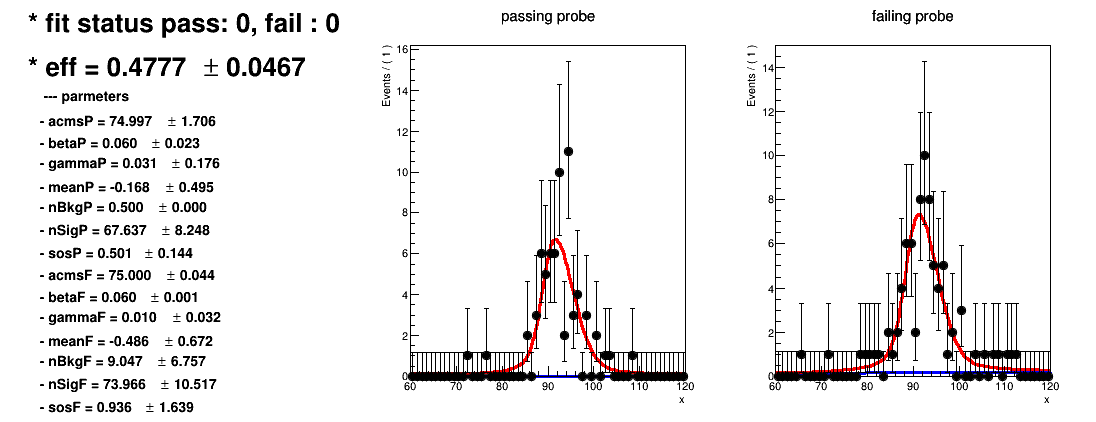 * fit status pass: 0, fail : 0
* eff = 0.4777 ± 0.0467
--- parmeters
- acmsP = 74.997 ± 1.706
- betaP = 0.060 ± 0.023
- gammaP = 0.031 ± 0.176
- meanP = -0.168 ± 0.495
- nBkgP = 0.500 ± 0.000
- nSigP = 67.637 ± 8.248
- sosP = 0.501 ± 0.144
- acmsF = 75.000 ± 0.044
- betaF = 0.060 ± 0.001
- gammaF = 0.010 ± 0.032
- meanF = -0.486 ± 0.672
- nBkgF = 9.047 ± 6.757
- nSigF = 73.966 ± 10.517
- sosF = 0.936 ± 1.639
passing probe
Events / ( 1 )
16
14
12
10
8
6
4
2
0
60 70 80 90 100 110 120
x
failing probe
Events / ( 1 )
14
12
10
8
6
4
2
0
60 70 80 90 100 110 120
x